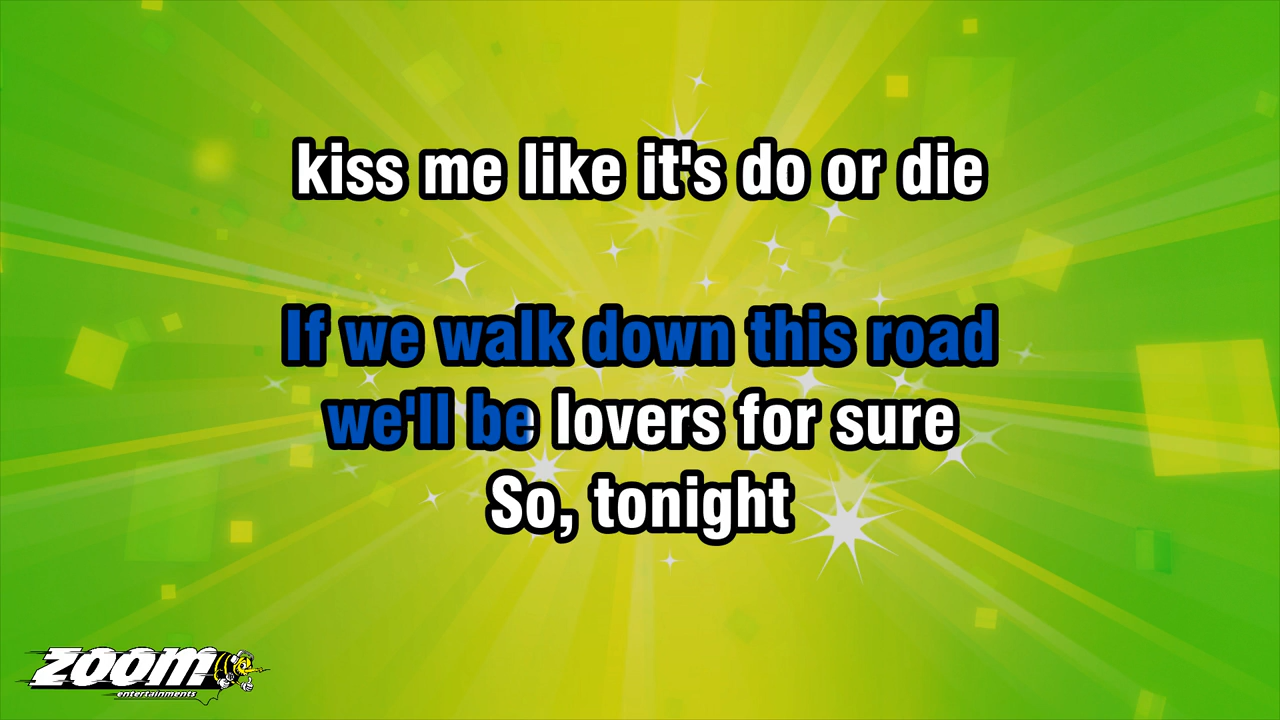 kiss me like it's do or die
If we walk down this road
we'll be lovers for sure
So, tonight
zoom
entertainments